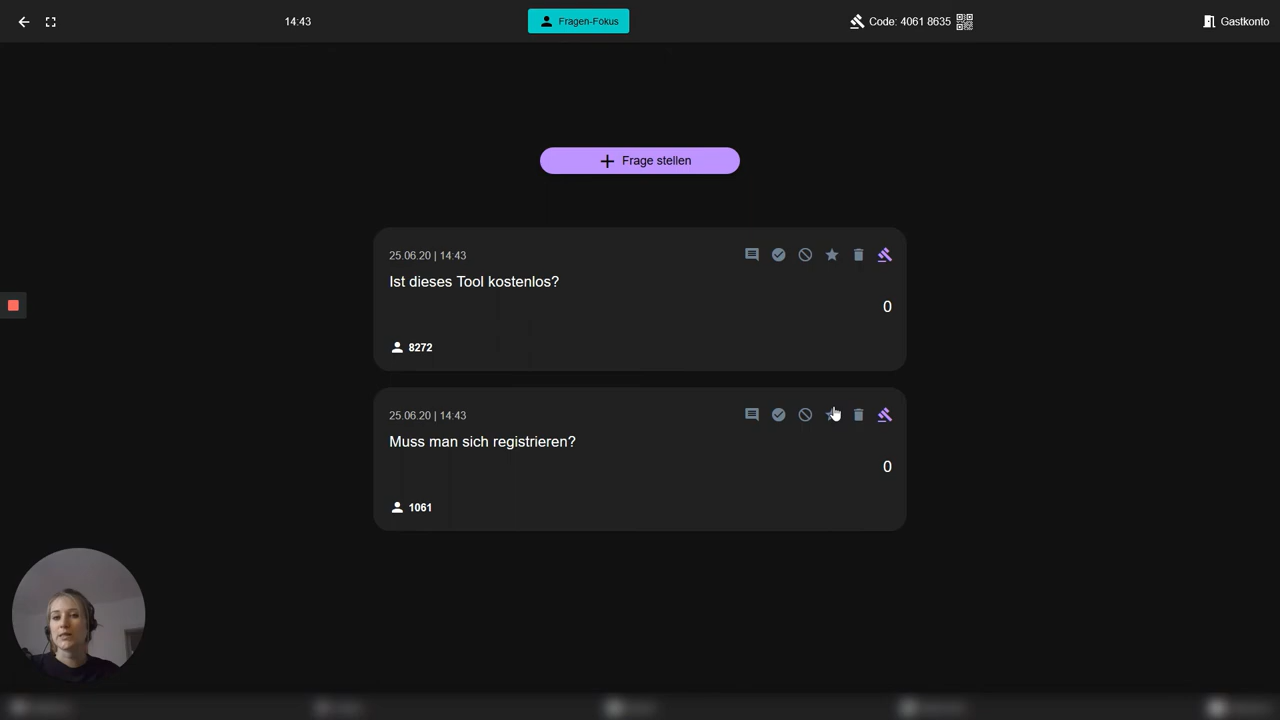 14:43
Fragen-Fokus
Code: 4061 8635
Gastkonto
Frage stellen
25.06.20 | 14:43
Ist dieses Tool kostenlos?
0
8272
25.06.20 | 14:43
Muss man sich registrieren?
0
1061